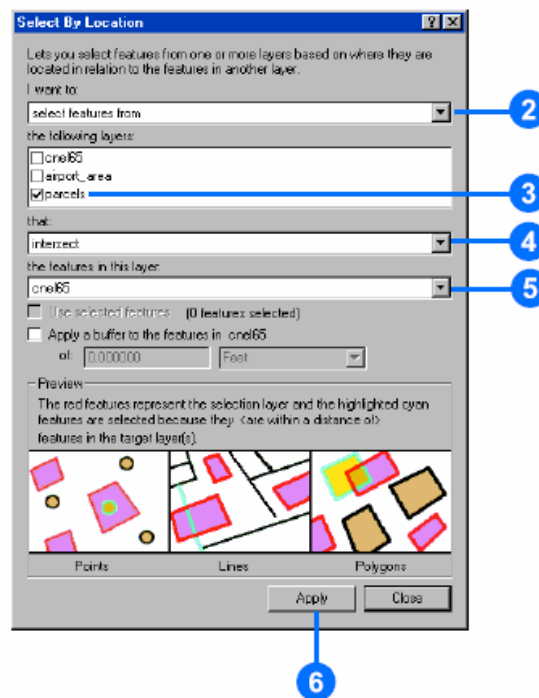 Select By Location
Lets you select features from one or more layers based on where they are
located in relation to the features in another layer.
I want to:
select features from
2
the following layers:
cnel65
airport_area
parcels
3
that:
intersect
4
the features in this layer:
cnel65
5
Use selected features (0 features selected)
Apply a buffer to the features in cnel65
of: 0.000000 Feet
Preview
The red features represent the selection layer and the highlighted cyan
features are selected because they <are within a distance of>
features in the target layer(s).
Points Lines Polygons
Apply Close
6